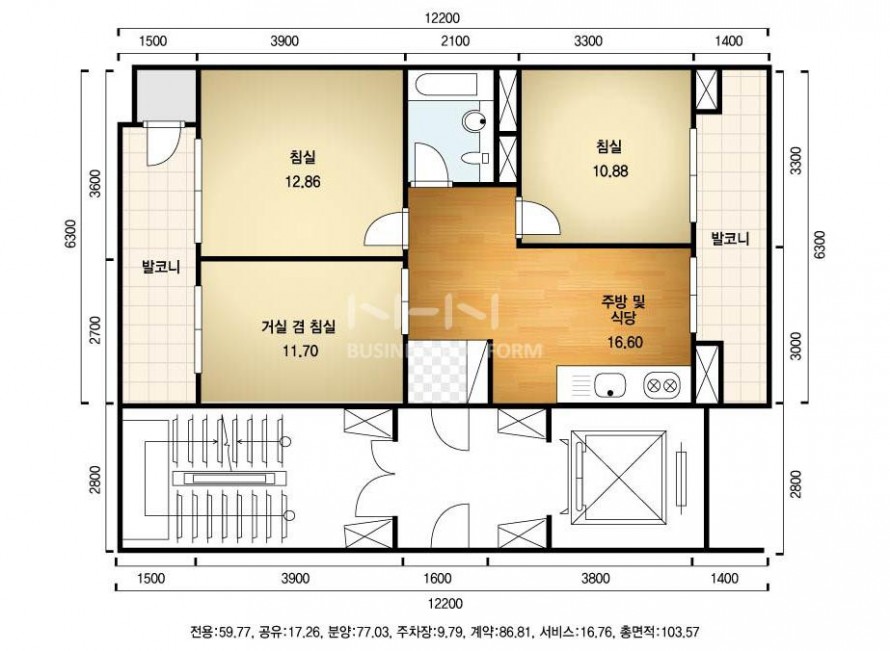 12200
1500 3900 2100 3300 1400
침실
12.86
침실
10.88
3600
3300
6300
발코니
발코니
6300
거실 겸 침실
11.70
주방 및
식당
16.60
2700
3000
NHN
BUSINESS PLATFORM
2800
2800
1500 3900 1600 3800 1400
12200
전용:59.77, 공유:17.26, 분양:77.03, 주차장:9.79, 계약:86.81, 서비스:16.76, 총면적:103.57